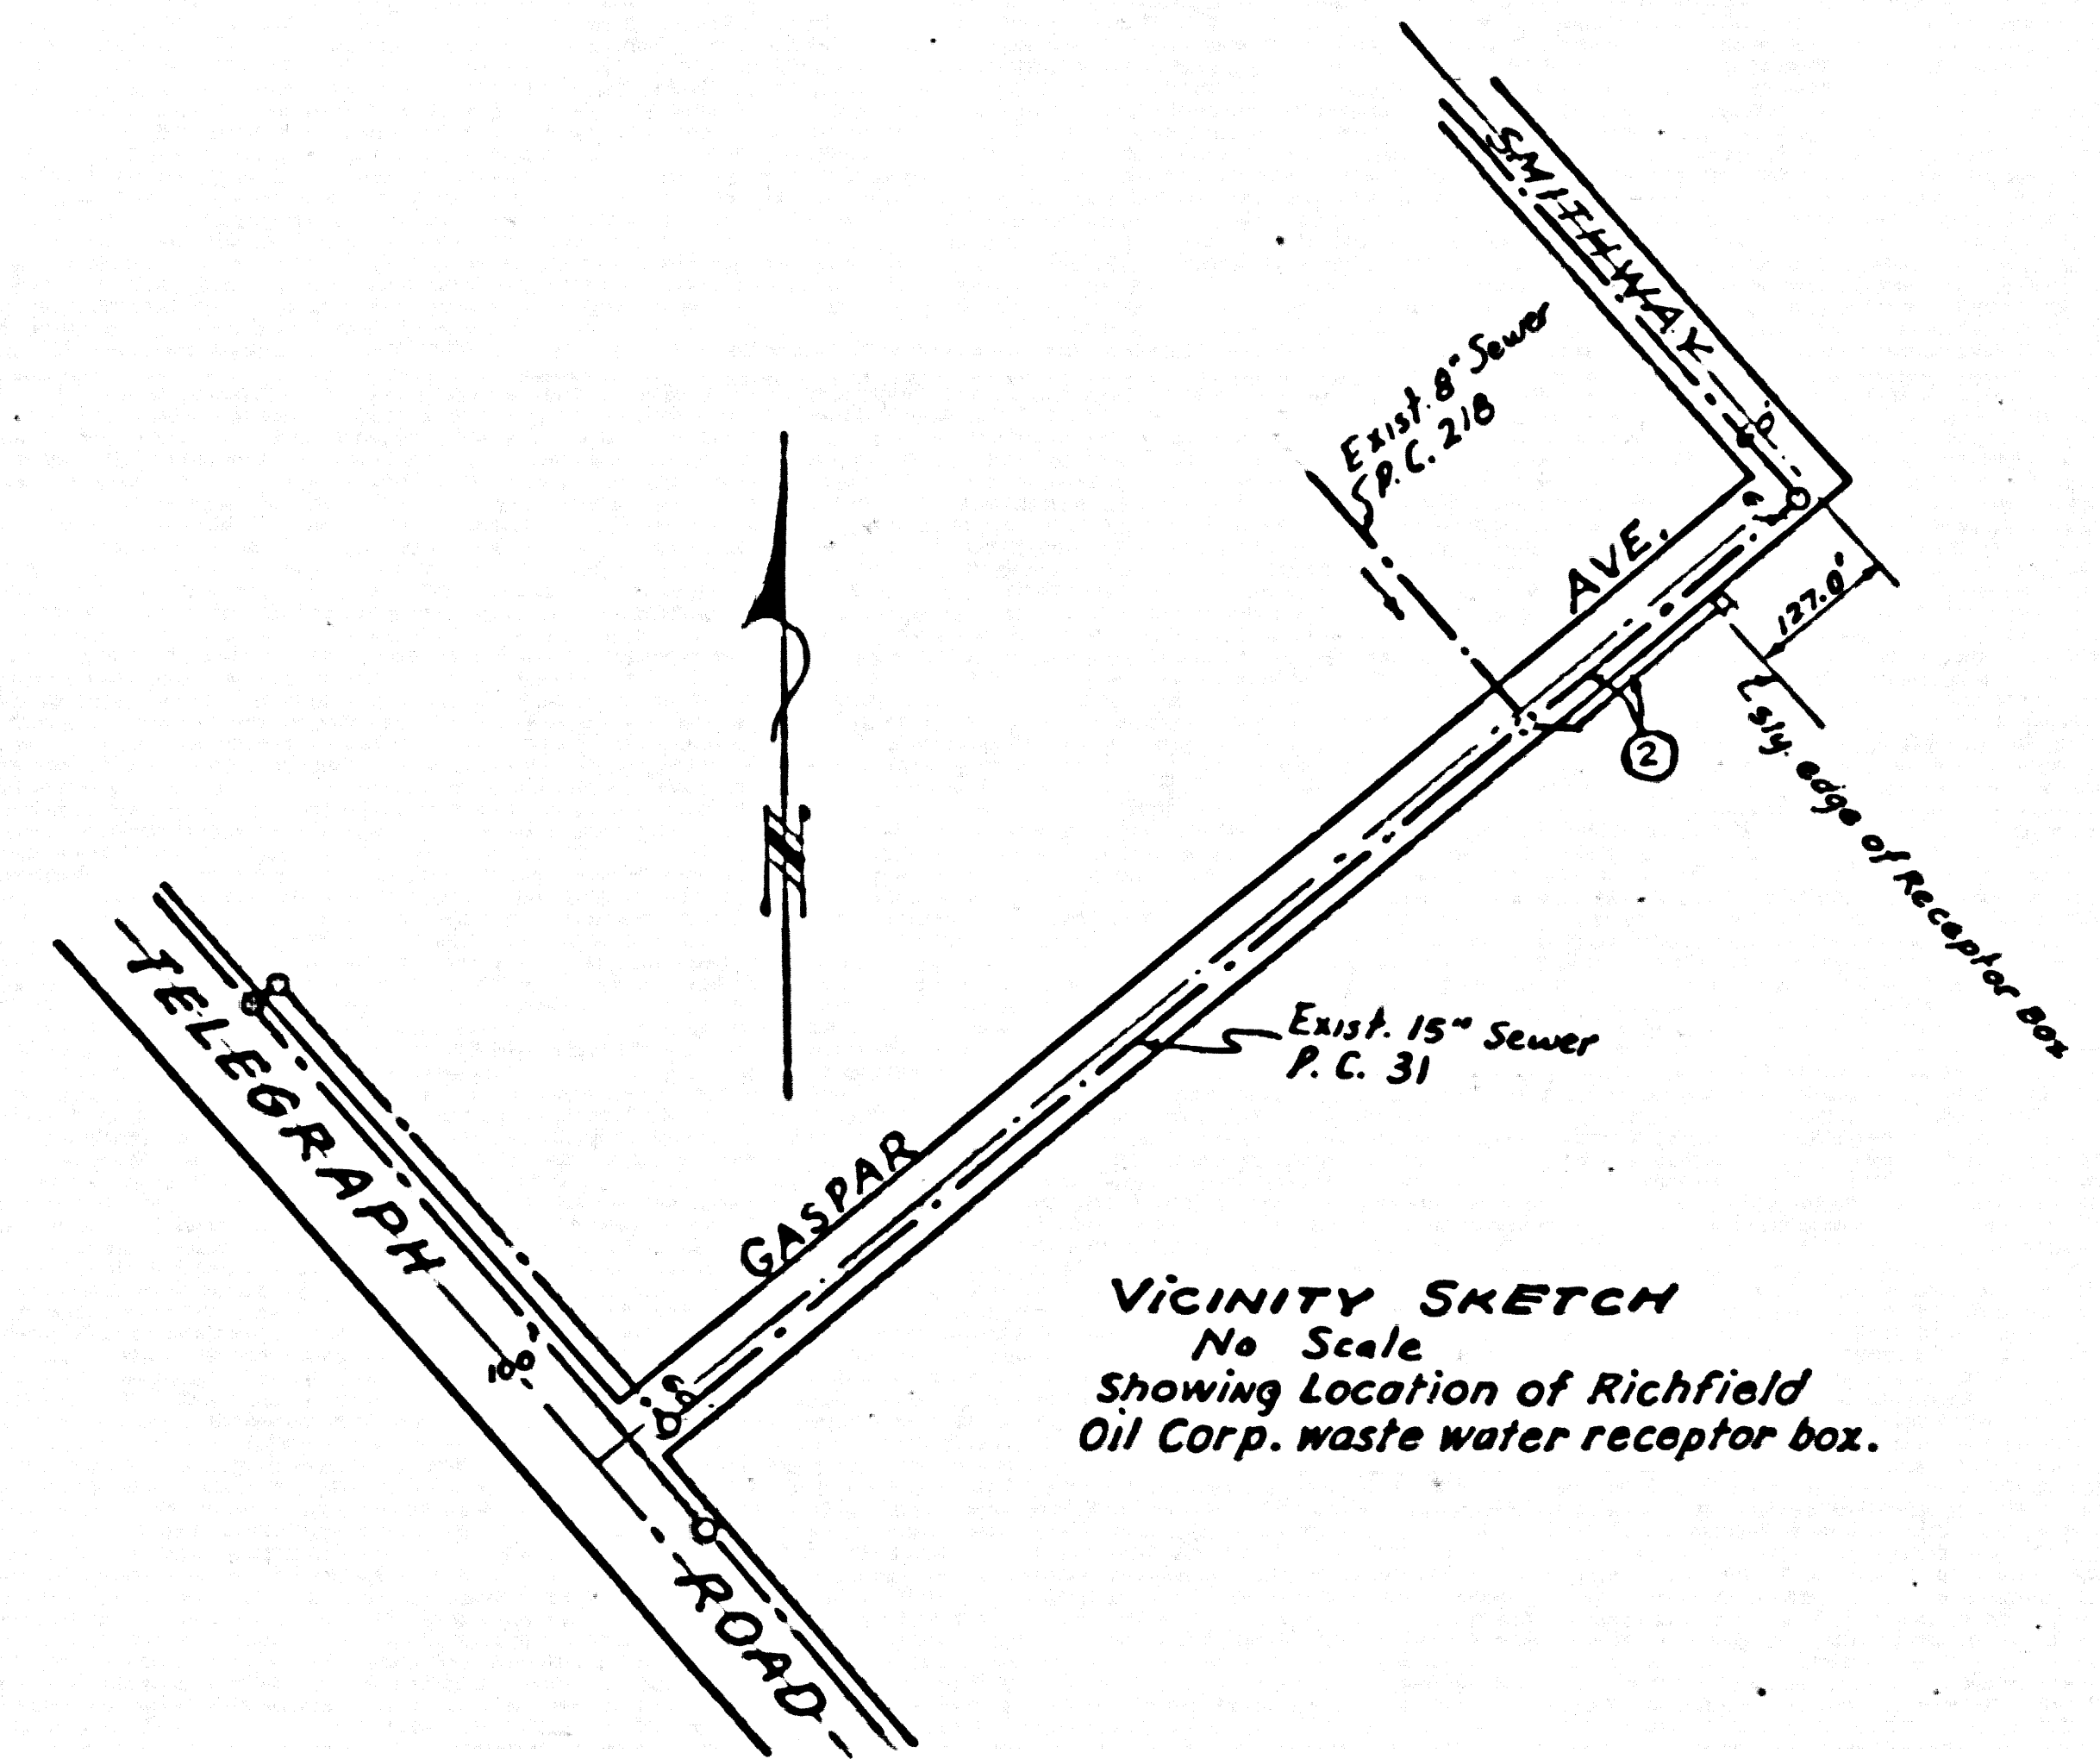 SMITHWAY
Exist. 8" Sewer
P.C. 218
AVE.
127.0'
2
Sly. edge of Receptor Box
TELEGRAPH
Exist. 15" Sewer
P. C. 31
GASPAR
ROAD
VICINITY SKETCH
No Scale
Showing Location of Richfield
Oil Corp. waste water receptor box.